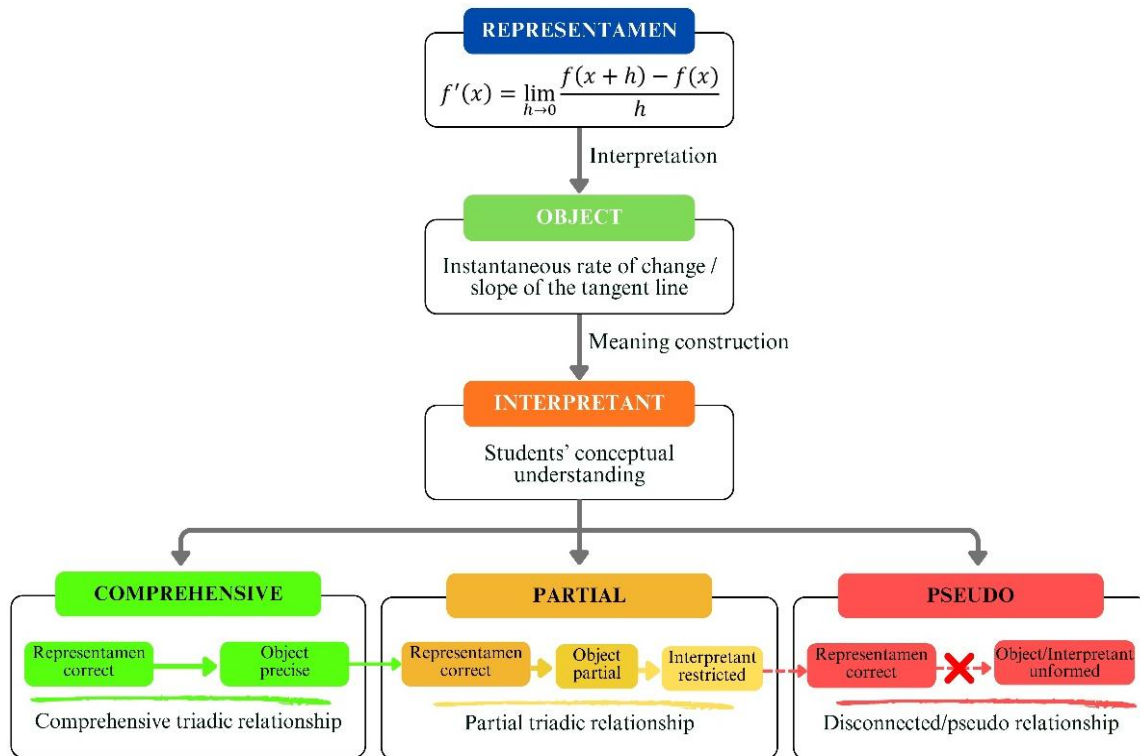 REPRESENTAMEN
f'(x) = lim_{h→0} \frac{f(x + h) − f(x)}{h}
Interpretation
OBJECT
Instantaneous rate of change /
slope of the tangent line
Meaning construction
INTERPRETANT
Students' conceptual
understanding
COMPREHENSIVE
Representamen
correct
Object
precise
Comprehensive triadic relationship
PARTIAL
Representamen
correct
Object
partial
Interpretant
restricted
Partial triadic relationship
PSEUDO
Representamen
correct
Object/Interpretant
unformed
Disconnected/pseudo relationship